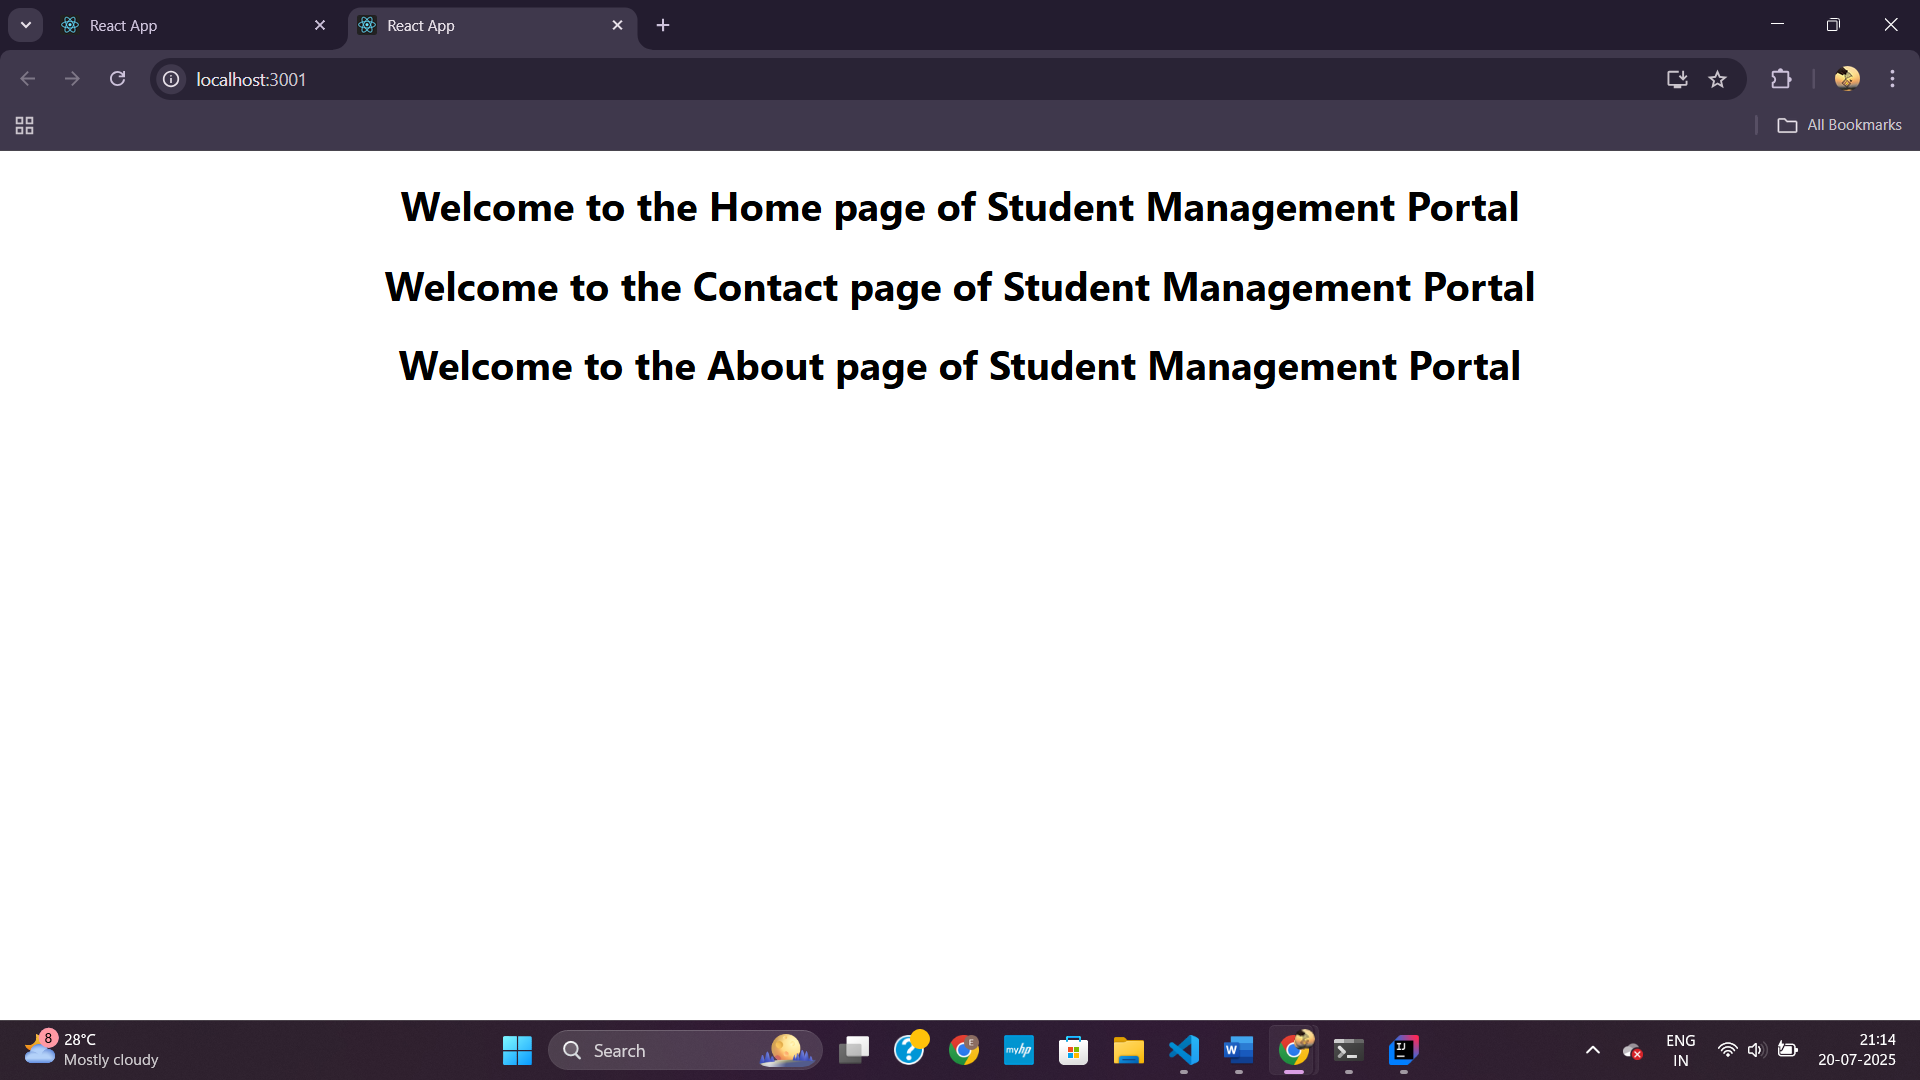 React App
React App
localhost:3001
All Bookmarks
Welcome to the Home page of Student Management Portal
Welcome to the Contact page of Student Management Portal
Welcome to the About page of Student Management Portal
8
28°C
Mostly cloudy
Search
E
myhp
W
IJ
ENG
IN
21:14
20-07-2025